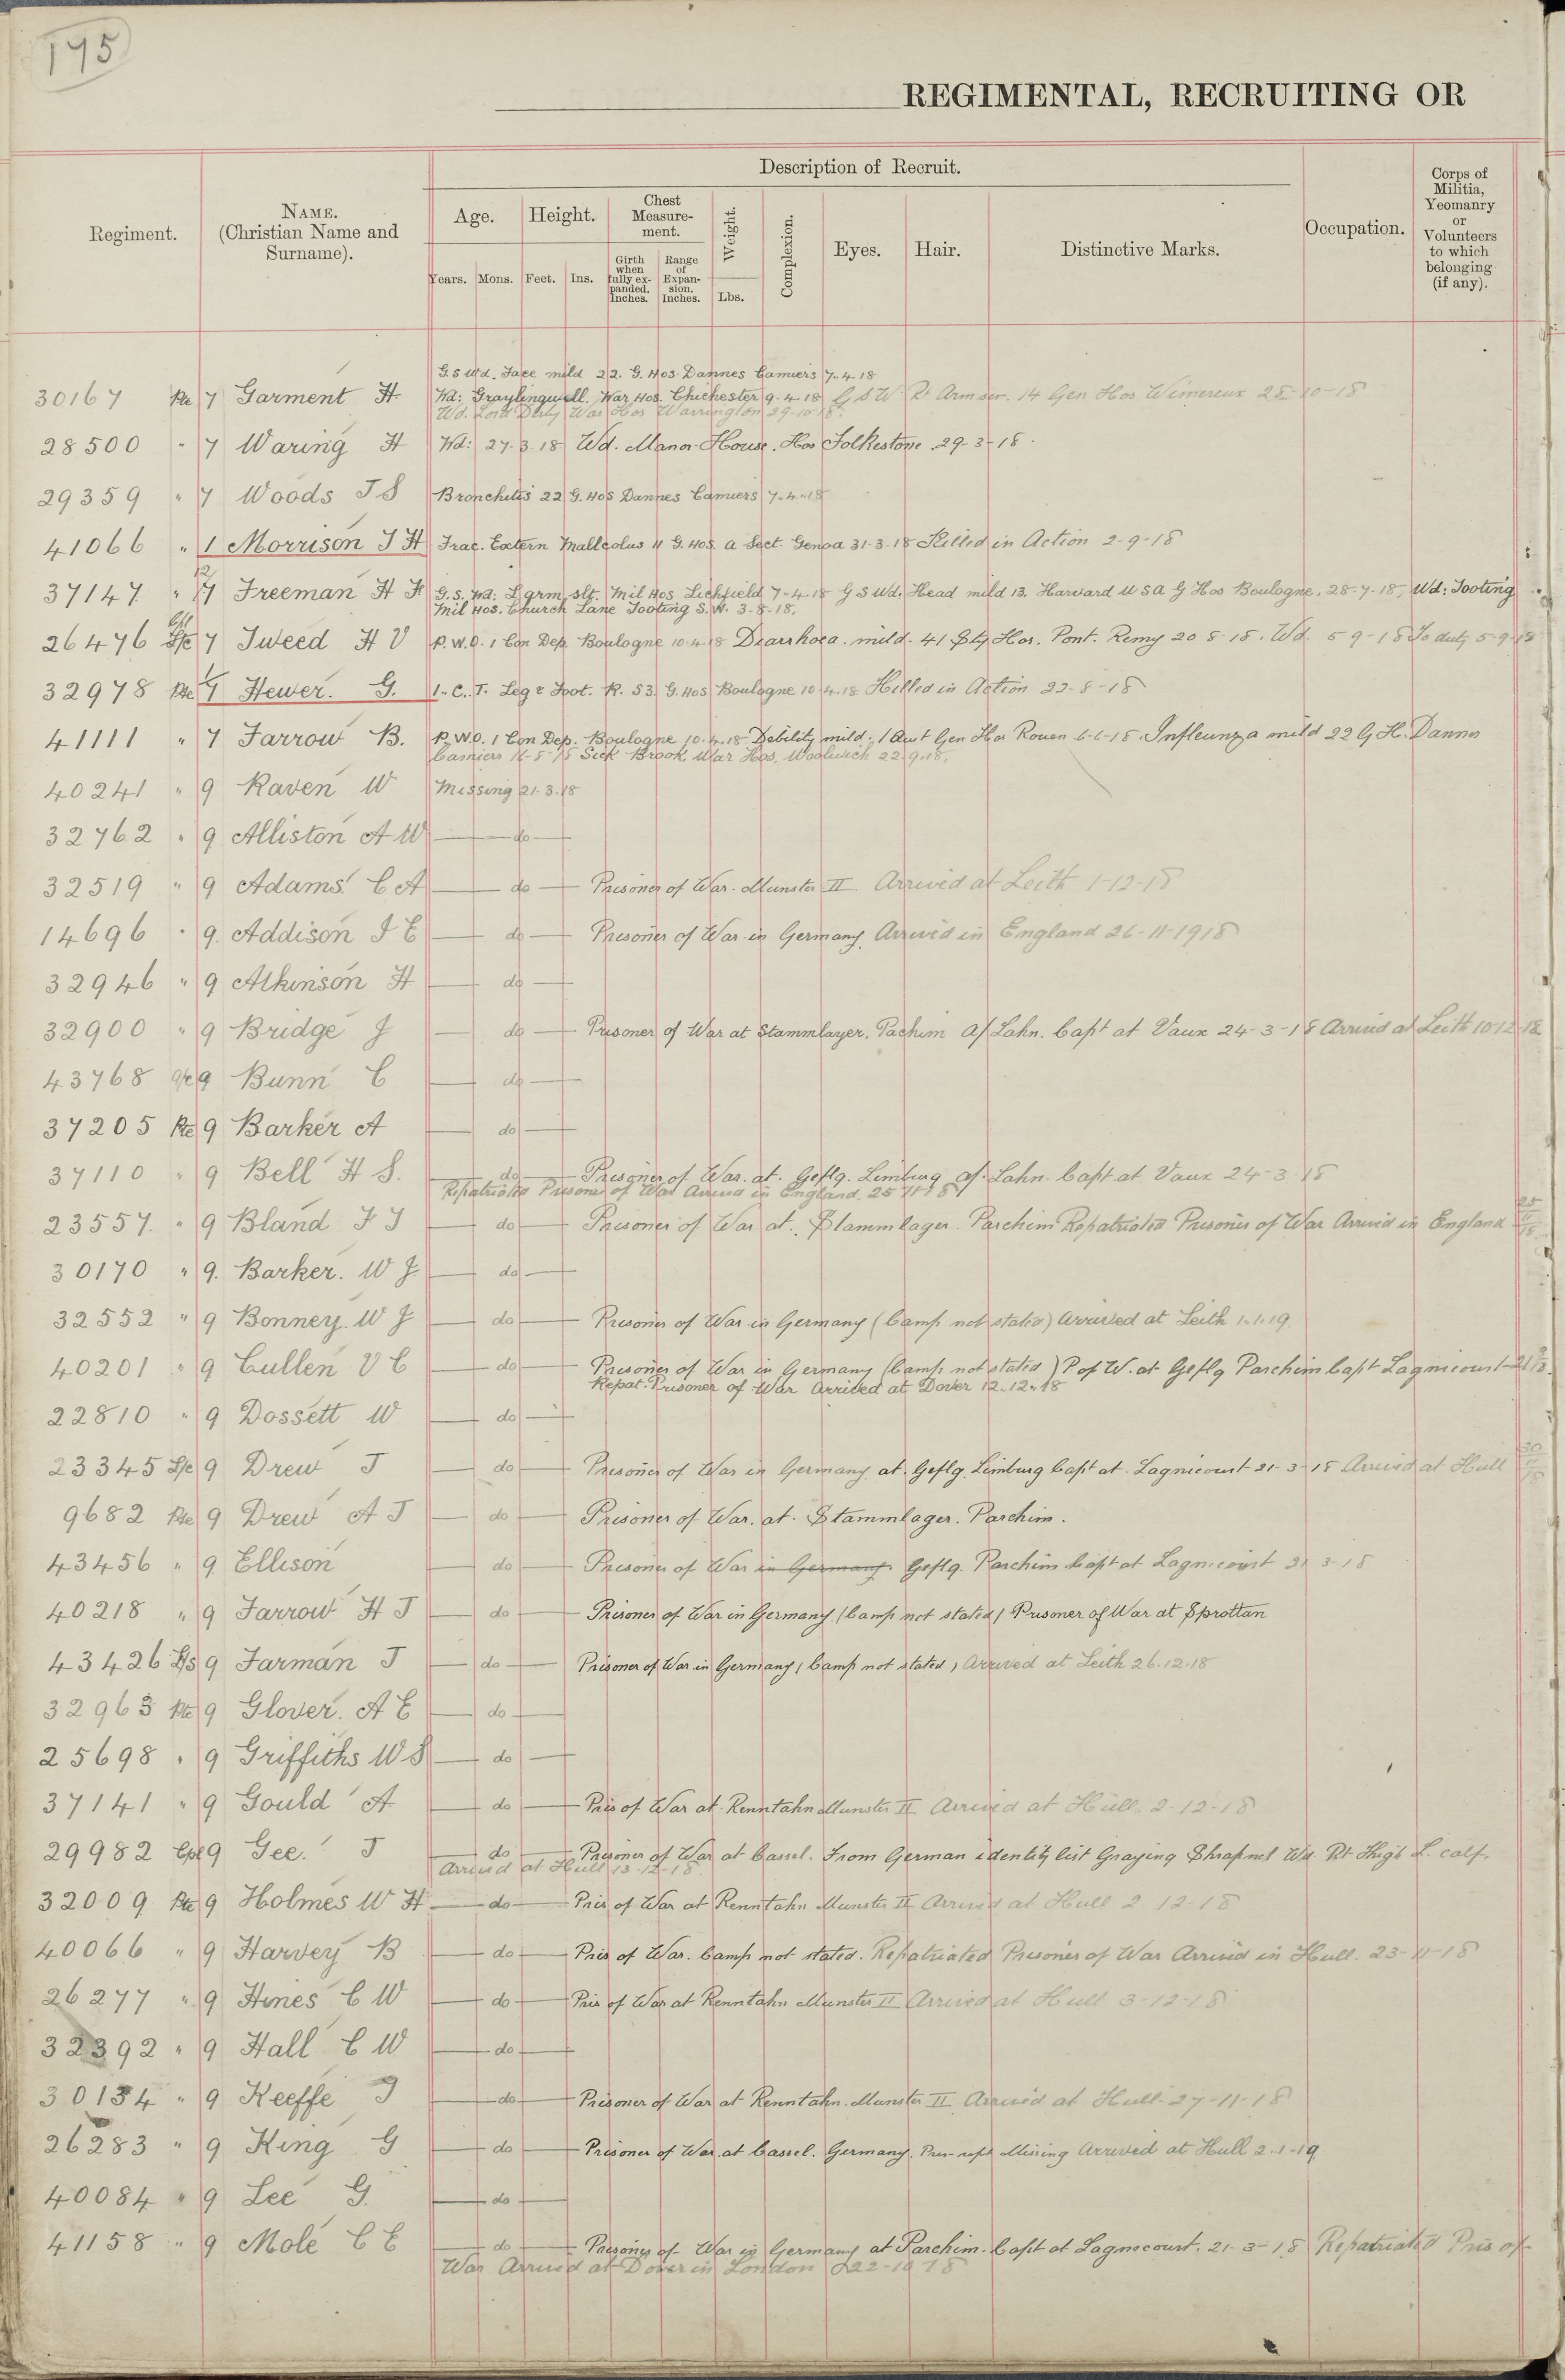 175
REGIMENTAL, RECRUITING OR
Regiment.
NAME.
(Christian Name and
Surname).
Description of Recruit.
Age.
Height.
Chest
Measure-
ment.
Weight.
Complexion.
Eyes.
Hair.
Distinctive Marks.
Occupation.
Corps of
Militia,
Yeomanry
or
Volunteers
to which
belonging
(if any).
Years.
Mons.
Feet.
Ins.
Girth
when
fully ex-
panded.
Inches.
Range
of
Expan-
sion.
Inches.
Lbs.
G.S Wd. Face mild 22. G. Hos. Dannes Camiers 7.4.18
30167 Pte 7 Garment H. Wd: Graylingwell War Hos. Chichester 9.4.18 G S W Rt Arm sev. 14 Gen Hos Wimereux 25-10-18
Wd. Lord Derby War Hos Warrington 29-10-18.
28500 " 7 Waring H Wd: 27.3.18 Wd. Manor House. Hos Folkestone 29-3-18.
29359 " 7 Woods J S Bronchitis 22 G. Hos Dannes Camiers 7.4.18
41066 " 1 Morrison J H Frac. Extern Malleolus 11 G. Hos. a Sect. Genoa 31-3-18 Killed in Action 2-9-18
12
37147 " 7 Freeman H F G.S. Wd: L arm, slt. Mil Hos Lichfield 7-4-18 G S Wd. Head mild 13. Harvard U S A G Hos Boulogne. 28-7-18, Wd: Tooting
Mil Hos. Church Lane Tooting S.W. 3-8-18,
26476 L/c 7 Tweed H V P.W.O. 1 Con Dep. Boulogne 10.4.18 Diarrhoea. mild. 41 Sty Hos. Pont. Remy 20 8-18. Wd. 5 9-18 To duty 5-9-18
32978 Pte 7 Hewer. G. I.C.T. Leg & Foot. R. 53. G. Hos Boulogne 10.4.18 Killed in Action 22-8-18
41111 " 7 Farrow B. P.W.O. 1 Con Dep. Boulogne 10.4.18 Debility mild. 1 Aust Gen Hos Rouen 6-6-18. Infleunza mild 22 G H. Dannes
Camiers 16-8-18 Sick Brook War Hos. Woolwich 22.9.18.
40241 " 9 Raven W Missing 21.3.18
32762 " 9 Alliston A W do
32519 " 9 Adams C A do Prisoner of War. Munster II Arrived at Leith 1-12-18
14696 " 9. Addison J E do Prisoner of War in Germany Arrived in England 26-11-1918
32946 " 9 Atkinson H do
32900 " 9 Bridge J do Prisoner of War at Stammlayer. Pachim a/ Lahn. Capt at Vaux 24-3-18 Arrived at Leith 10-12-18
43768 9 Bunn C do
37205 Pte 9 Barker A do
37110 " 9 Bell H S. do Prisoner of War. at. Geflg. Limburg a/. Lahn. Capt at Vaux 24-3-18
Repatriated Prisoner of War Arrived in England. 25 11 18
23557. " 9 Bland F J do Prisoner of War at. Stammlager. Parchim Repatriated Prisoner of War Arrived in England 25 11 18
30170 " 9. Barker. W J do
32552 " 9 Bonney. W J do Prisoner of War in Germany (Camp not stated) Arrived at Leith 1.1.19.
40201 " 9 Cullen V C do Prisoner of War in Germany (Camp not stated) P of W. at Geflg Parchim Capt Lagnicourt 21 3 18.
Repat. Prisoner of War Arrived at Dover 12.12.18
22810 " 9 Dossett W do
23345 L/c 9 Drew J do Prisoner of War in Germany at. Geflg. Limburg Capt at. Lagnicourt 21-3-18 Arrived at Hull 30 11 18
9682 Pte 9 Drew A J do Prisoner of War. at. Stammlager. Parchim.
43456 " 9 Ellison do Prisoner of War in Germany. Geflg. Parchim Capt at Lagnicourt 21 3-18
40218 " 9 Farrow H J do Prisoner of War in Germany (Camp not stated) Prisoner of War at Sprottan
43426 L/s 9 Farman J do Prisoner of War in Germany (Camp not stated) Arrived at Leith 26.12.18
32963 Pte 9 Glover. A E do
25698 " 9 Griffiths W S do
37141 " 9 Gould A do Pris of War at Renntahn Munster II Arrived at Hull. 2-12-18
29982 Cpl 9 Gee. J do Prisoner of War at Cassel. From German identity list Graying Shrapnel Wd. Rt Thigh L. calf.
Arrived at Hull 13-12-18.
32009 Pte 9 Holmes W H do Pris of War at Renntahn Munster II Arrived at Hull 2 12-18
40066 " 9 Harvey B do Pris of War. Camp not stated. Repatriated Prisoner of War Arrived in Hull. 23-11-18
26277 " 9 Hines C W do Pris of War at Renntahn Munster II Arrived at Hull 3-12-18
32392 " 9 Hall C W do
30134 " 9 Keeffe J do Prisoner of War at Renntahn. Munster II Arrived at Hull 27-11-18
26283 " 9 King G do Prisoner of War. at Cassel. Germany. Prev rept Missing Arrived at Hull 2.1-19
40084 " 9 Lee G. do
41158 " 9 Mole C E do Prisoner of War in Germany at Parchim. Capt at Lagnicourt. 21-3-18 Repatriated Pris of
War Arrived at Dover in London 22-10 18